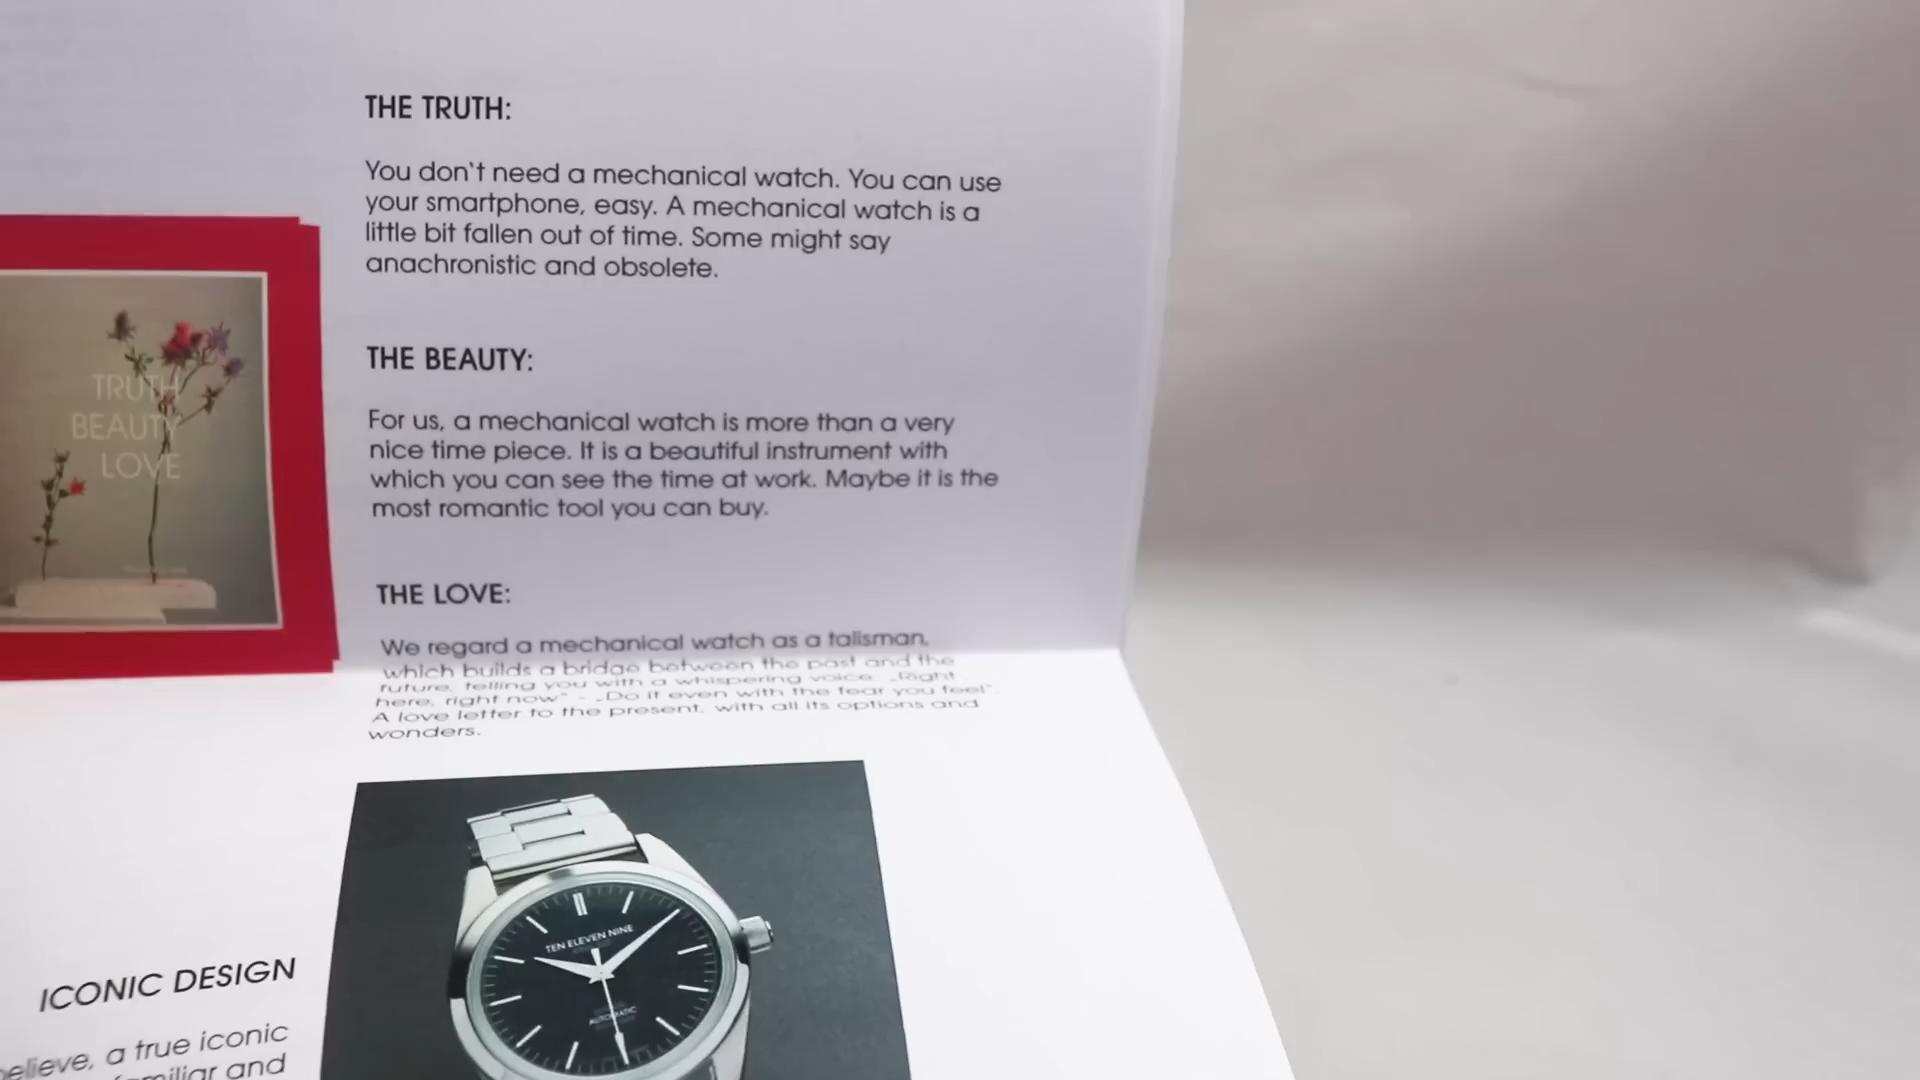 THE TRUTH:
You don't need a mechanical watch. You can use
your smartphone, easy. A mechanical watch is a
little bit fallen out of time. Some might say
anachronistic and obsolete.
TRUTH
BEAUTY
LOVE
THE BEAUTY:
For us, a mechanical watch is more than a very
nice time piece. It is a beautiful instrument with
which you can see the time at work. Maybe it is the
most romantic tool you can buy.
THE LOVE:
We regard a mechanical watch as a talisman,
which builds a bridge between the past and the
future, telling you with a whispering voice: „Right
here, right now" - „Do it even with the fear you feel".
A love letter to the present, with all its options and
wonders.
TEN ELEVEN NINE
AUTOMATIC
ICONIC DESIGN
believe, a true iconic
familiar and